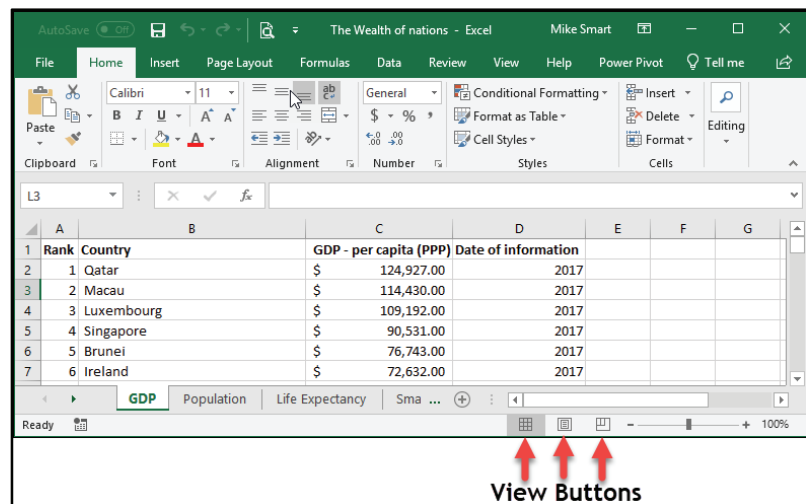 AutoSave Off The Wealth of nations - Excel Mike Smart
File Home Insert Page Layout Formulas Data Review View Help Power Pivot Tell me
Calibri 11 ab General Conditional Formatting Insert
Paste B I U A A $ % , Format as Table Delete Editing
A .00 .0 .00 .0 Cell Styles Format
Clipboard Font Alignment Number Styles Cells
L3 fx
A B C D E F G
1 Rank Country GDP - per capita (PPP) Date of information
2 1 Qatar $ 124,927.00 2017
3 2 Macau $ 114,430.00 2017
4 3 Luxembourg $ 109,192.00 2017
5 4 Singapore $ 90,531.00 2017
6 5 Brunei $ 76,743.00 2017
7 6 Ireland $ 72,632.00 2017
GDP Population Life Expectancy Sma ...
Ready - + 100%
View Buttons